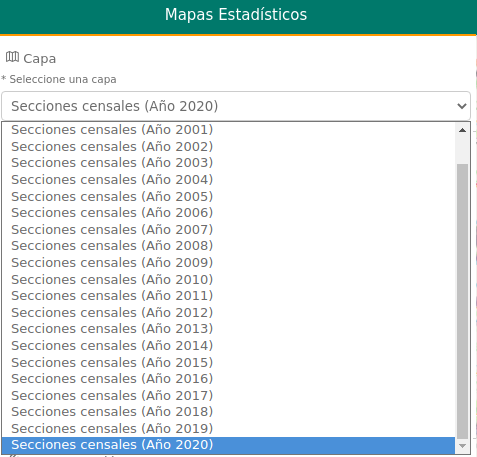 Mapas Estadísticos
Capa
* Seleccione una capa
Secciones censales (Año 2020)
Secciones censales (Año 2001)
Secciones censales (Año 2002)
Secciones censales (Año 2003)
Secciones censales (Año 2004)
Secciones censales (Año 2005)
Secciones censales (Año 2006)
Secciones censales (Año 2007)
Secciones censales (Año 2008)
Secciones censales (Año 2009)
Secciones censales (Año 2010)
Secciones censales (Año 2011)
Secciones censales (Año 2012)
Secciones censales (Año 2013)
Secciones censales (Año 2014)
Secciones censales (Año 2015)
Secciones censales (Año 2016)
Secciones censales (Año 2017)
Secciones censales (Año 2018)
Secciones censales (Año 2019)
Secciones censales (Año 2020)